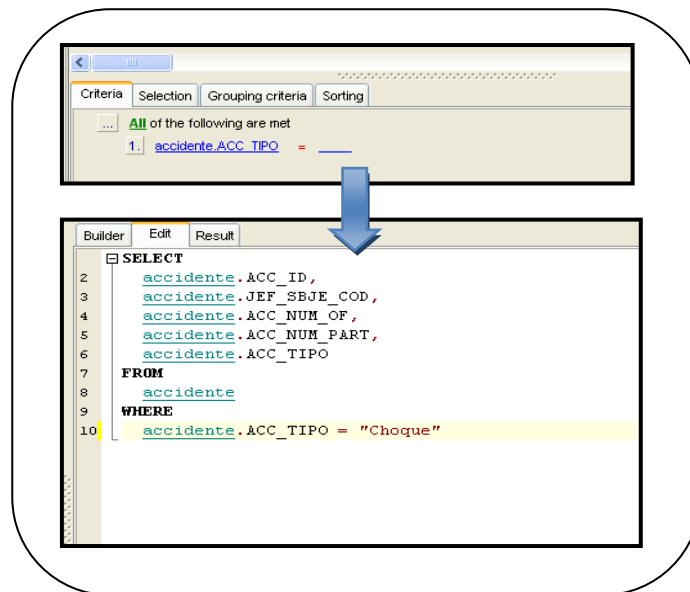 Criteria Selection Grouping criteria Sorting
... All of the following are met
1. accidente.ACC_TIPO = ____
Builder Edit Result
SELECT
2 accidente.ACC_ID,
3 accidente.JEF_SBJE_COD,
4 accidente.ACC_NUM_OF,
5 accidente.ACC_NUM_PART,
6 accidente.ACC_TIPO
7 FROM
8 accidente
9 WHERE
10 accidente.ACC_TIPO = "Choque"